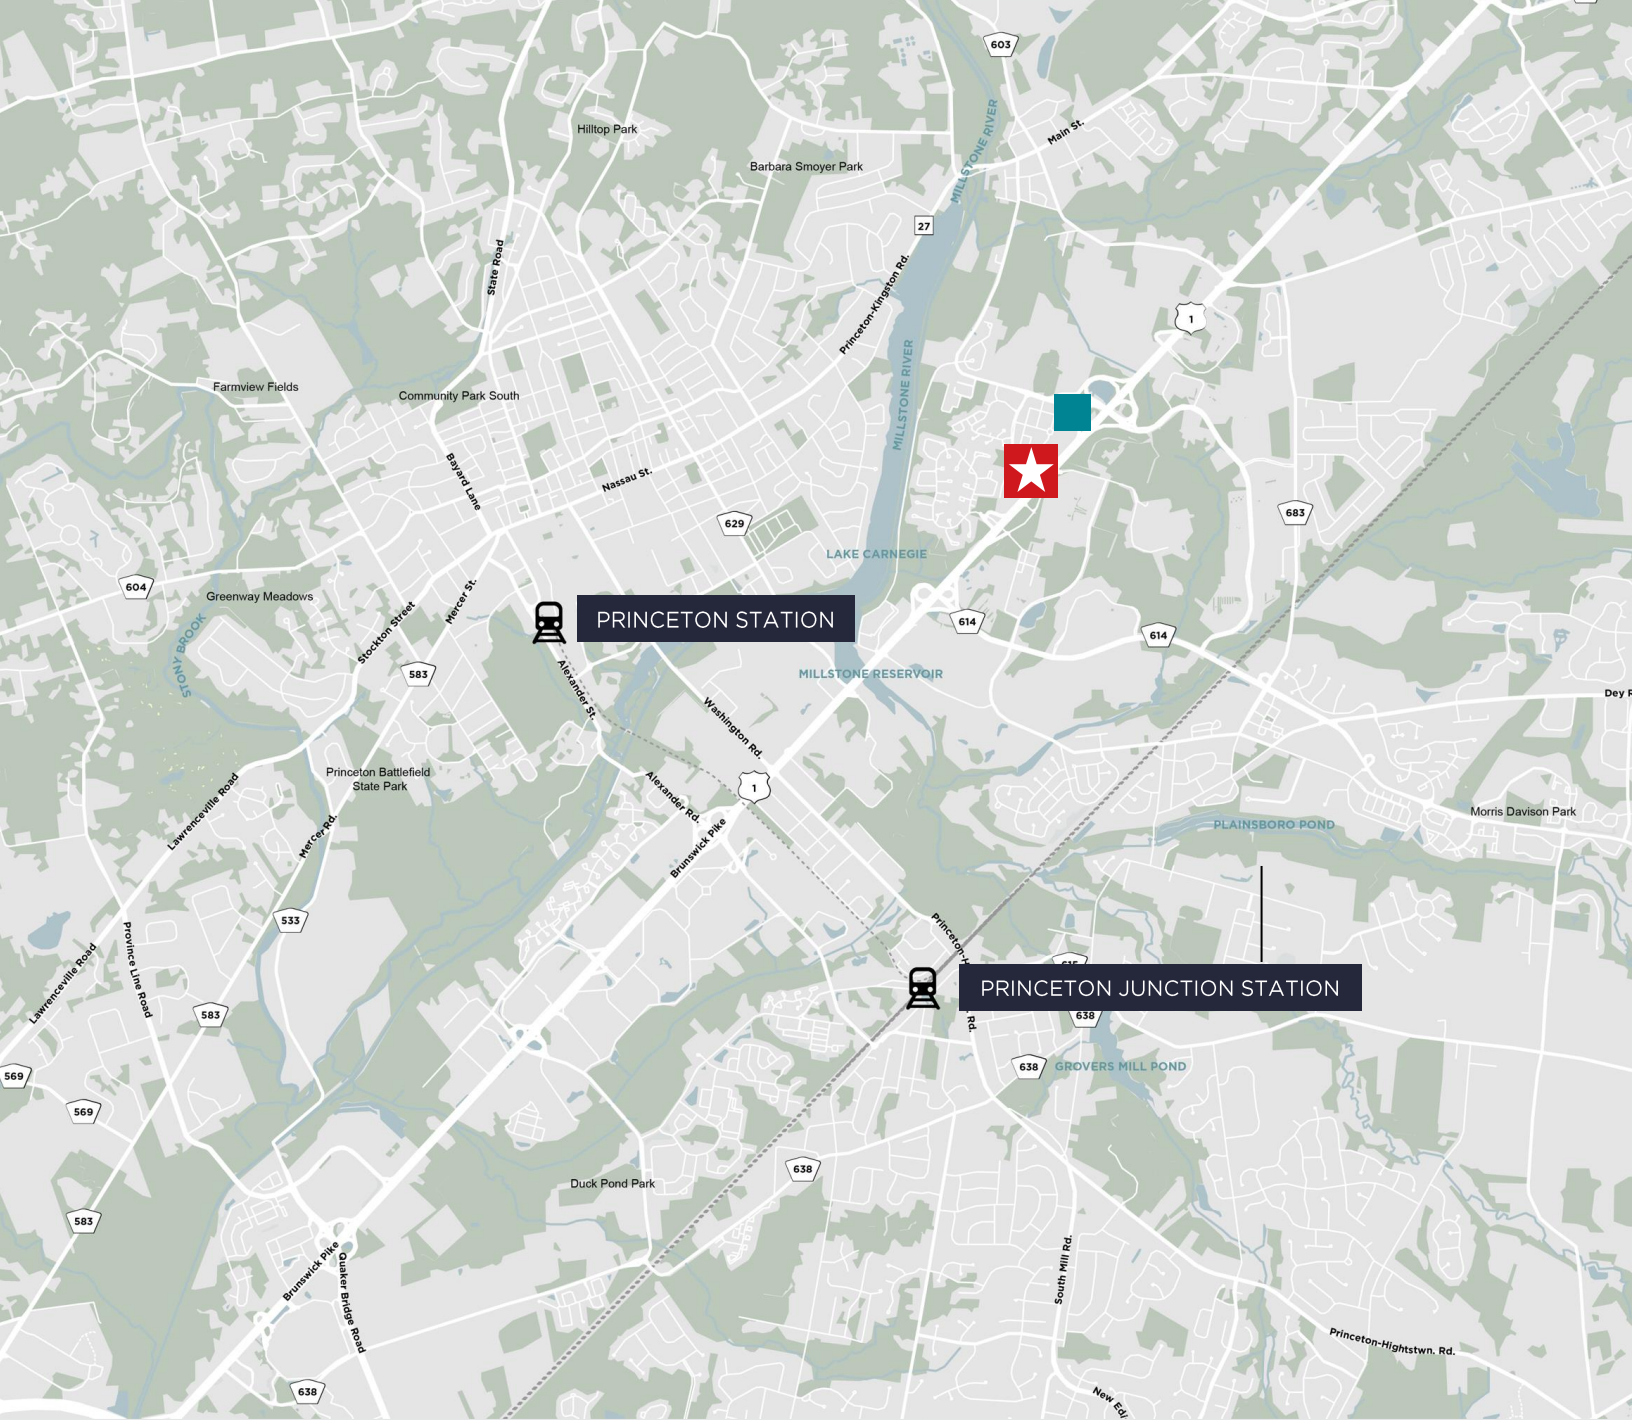 603
MILLSTONE RIVER
Main St.
Hilltop Park
Barbara Smoyer Park
27
State Road
Princeton-Kingston Rd.
1
MILLSTONE RIVER
Farmview Fields
Community Park South
Bayard Lane
Nassau St.
629
683
LAKE CARNEGIE
604
Greenway Meadows
Mercer St.
Stockton Street
PRINCETON STATION
614
614
STONY BROOK
583
Alexander St.
MILLSTONE RESERVOIR
Washington Rd.
Dey
Princeton Battlefield
State Park
Lawrenceville Road
Mercer Rd.
Alexander Rd.
1
Brunswick Pike
Morris Davison Park
PLAINSBORO POND
533
Province Line Road
Lawrenceville Road
583
PRINCETON JUNCTION STATION
Rd.
638
638
GROVERS MILL POND
569
569
638
Duck Pond Park
583
Brunswick Pike
Quaker Bridge Road
South Mill Rd.
Princeton-Hightstwn. Rd.
638
New